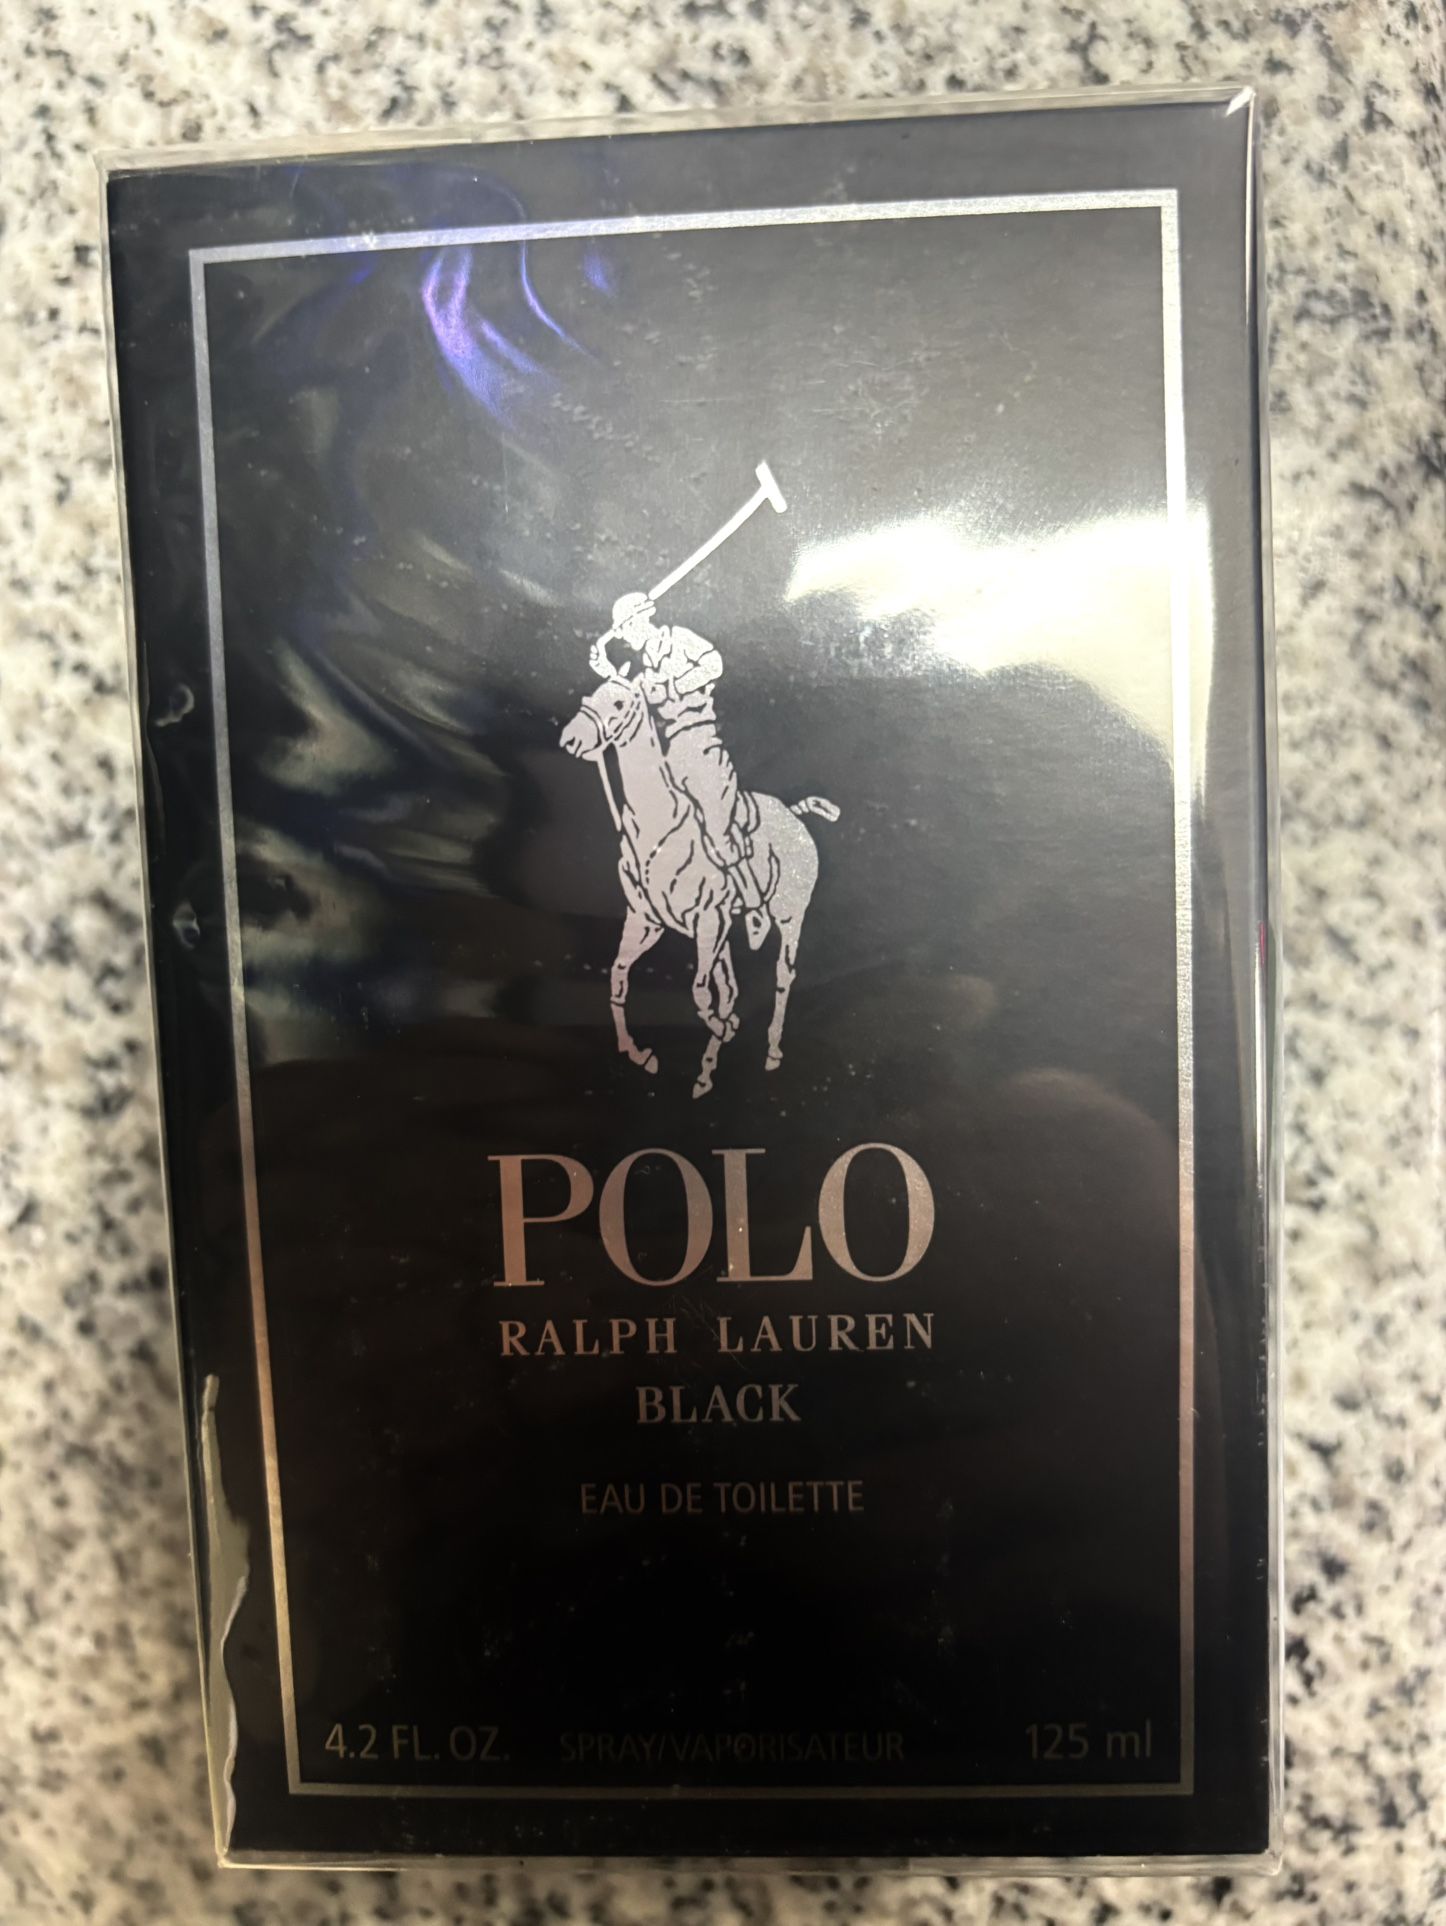 POLO
RALPH LAUREN
BLACK
EAU DE TOILETTE
4.2 FL. OZ. SPRAY/VAPORISATEUR 125 ml